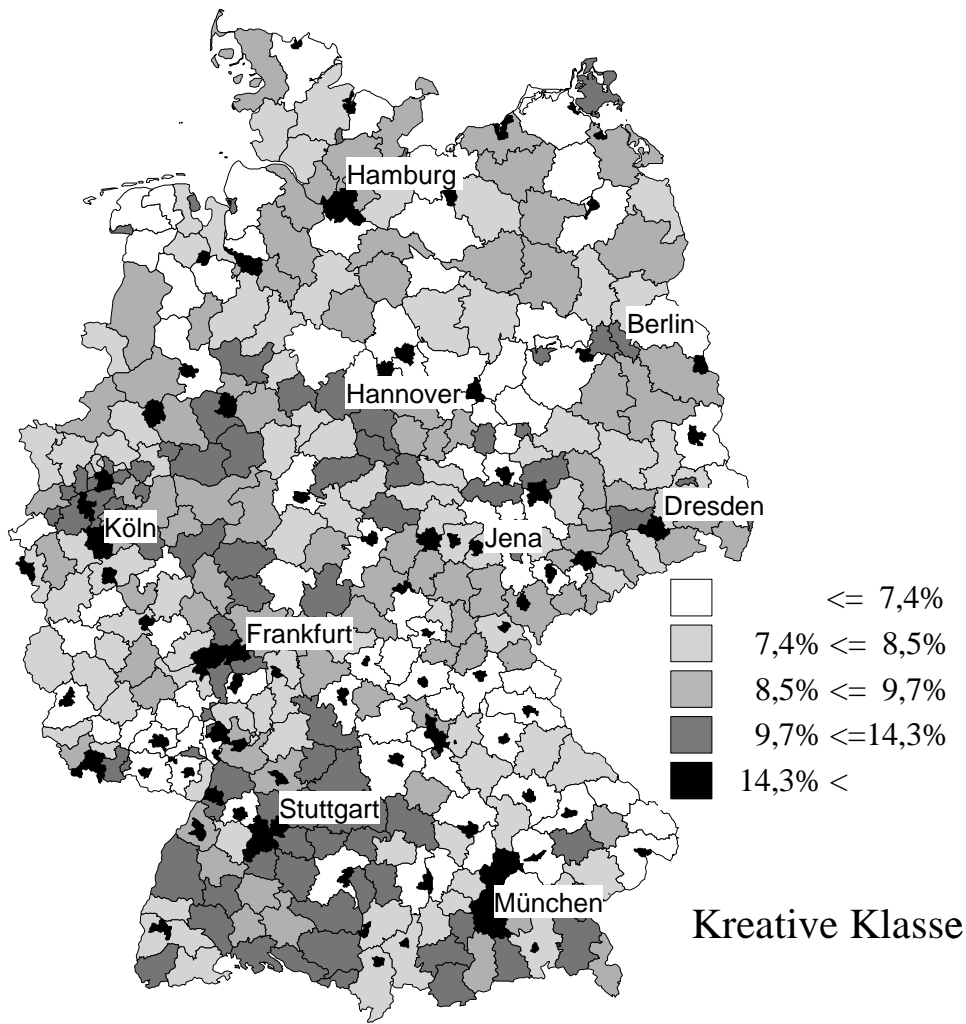 Hamburg
Berlin
Hannover
Dresden
Köln
Jena
Frankfurt
Stuttgart
München
<= 7,4%
7,4% <= 8,5%
8,5% <= 9,7%
9,7% <=14,3%
14,3% <
Kreative Klasse